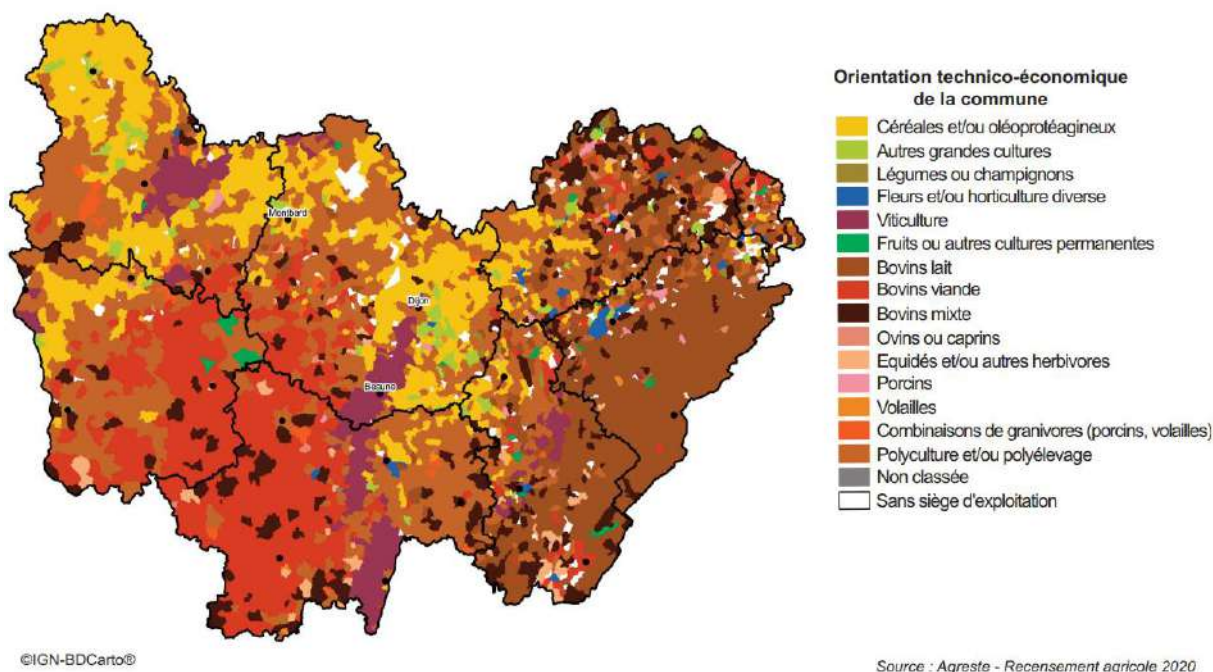 Orientation technico-économique
de la commune
Céréales et/ou oléoprotéagineux
Autres grandes cultures
Légumes ou champignons
Fleurs et/ou horticulture diverse
Viticulture
Fruits ou autres cultures permanentes
Bovins lait
Bovins viande
Bovins mixte
Ovins ou caprins
Equidés et/ou autres herbivores
Porcins
Volailles
Combinaisons de granivores (porcins, volailles)
Polyculture et/ou polyélevage
Non classée
Sans siège d'exploitation
Montbard
Dijon
Beaune
©IGN-BDCarto®
Source : Agreste - Recensement agricole 2020